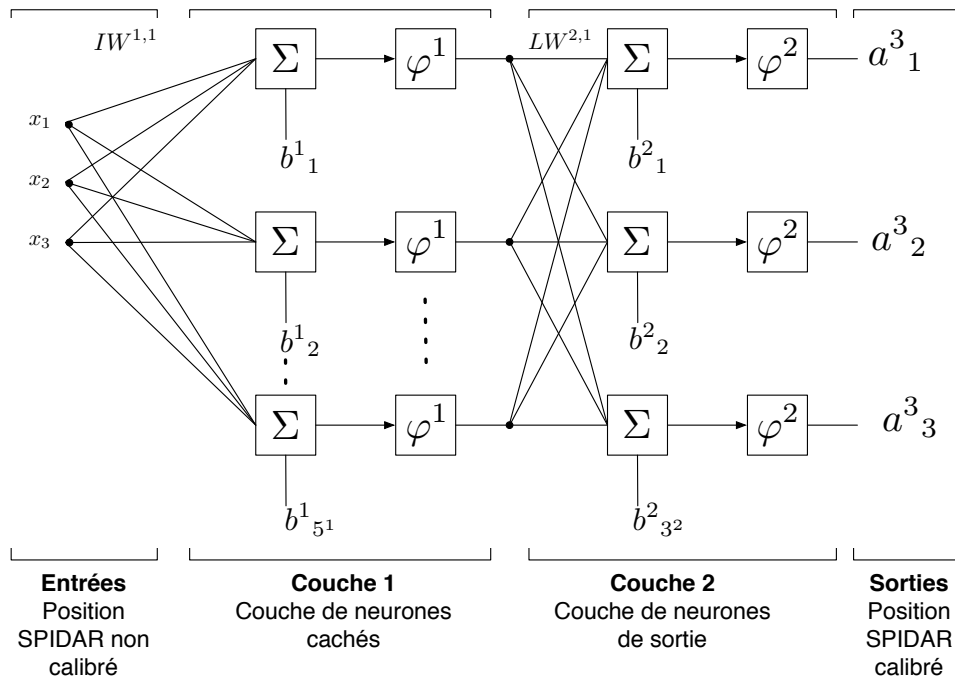 IW^{1,1}
Σ
φ^1
LW^{2,1}
Σ
φ^2
a^3_1
x_1
b^1_1
b^2_1
x_2
x_3
Σ
φ^1
Σ
φ^2
a^3_2
b^1_2
b^2_2
Σ
φ^1
Σ
φ^2
a^3_3
b^1_{5^1}
b^2_{3^2}
Entrées
Position
SPIDAR non
calibré
Couche 1
Couche de neurones
cachés
Couche 2
Couche de neurones
de sortie
Sorties
Position
SPIDAR
calibré